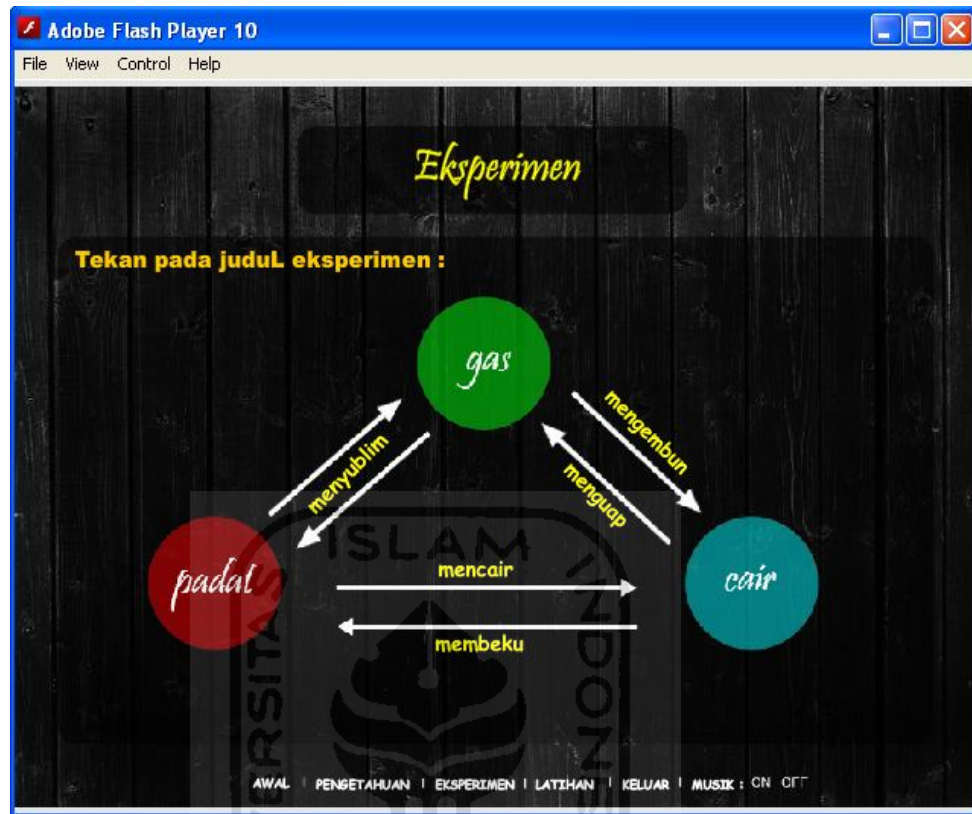 Adobe Flash Player 10
File View Control Help
Eksperimen
Tekan pada juduL eksperimen :
gas
mengembun
menyublim
menguap
padat
mencair
cair
membeku
ISLAM
AWAL | PENGETAHUAN | EKSPERIMEN | LATIHAN | KELUAR | MUSIK : ON OFF